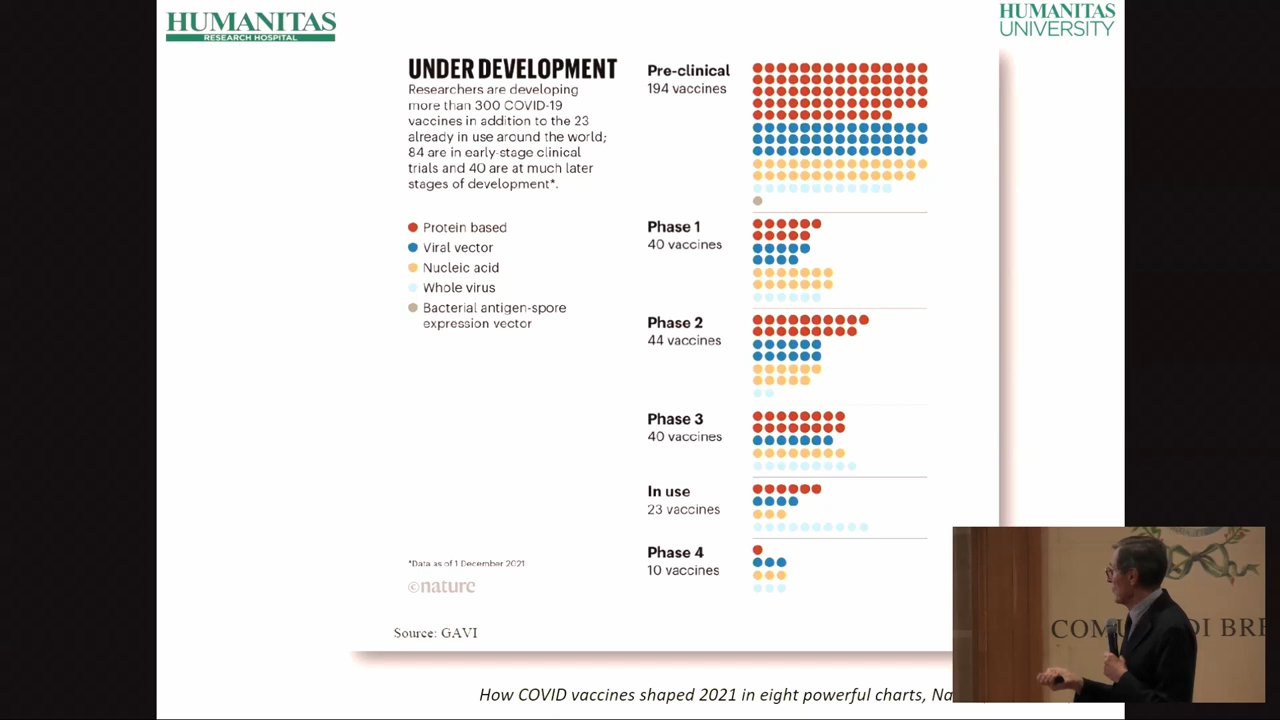 HUMANITAS
RESEARCH HOSPITAL
HUMANITAS
UNIVERSITY
UNDER DEVELOPMENT
Researchers are developing
more than 300 COVID-19
vaccines in addition to the 23
already in use around the world;
84 are in early-stage clinical
trials and 40 are at much later
stages of development*.
Protein based
Viral vector
Nucleic acid
Whole virus
Bacterial antigen-spore
expression vector
Pre-clinical
194 vaccines
Phase 1
40 vaccines
Phase 2
44 vaccines
Phase 3
40 vaccines
In use
23 vaccines
Phase 4
10 vaccines
*Data as of 1 December 2021
©nature
Source: GAVI
How COVID vaccines shaped 2021 in eight powerful charts,
DI